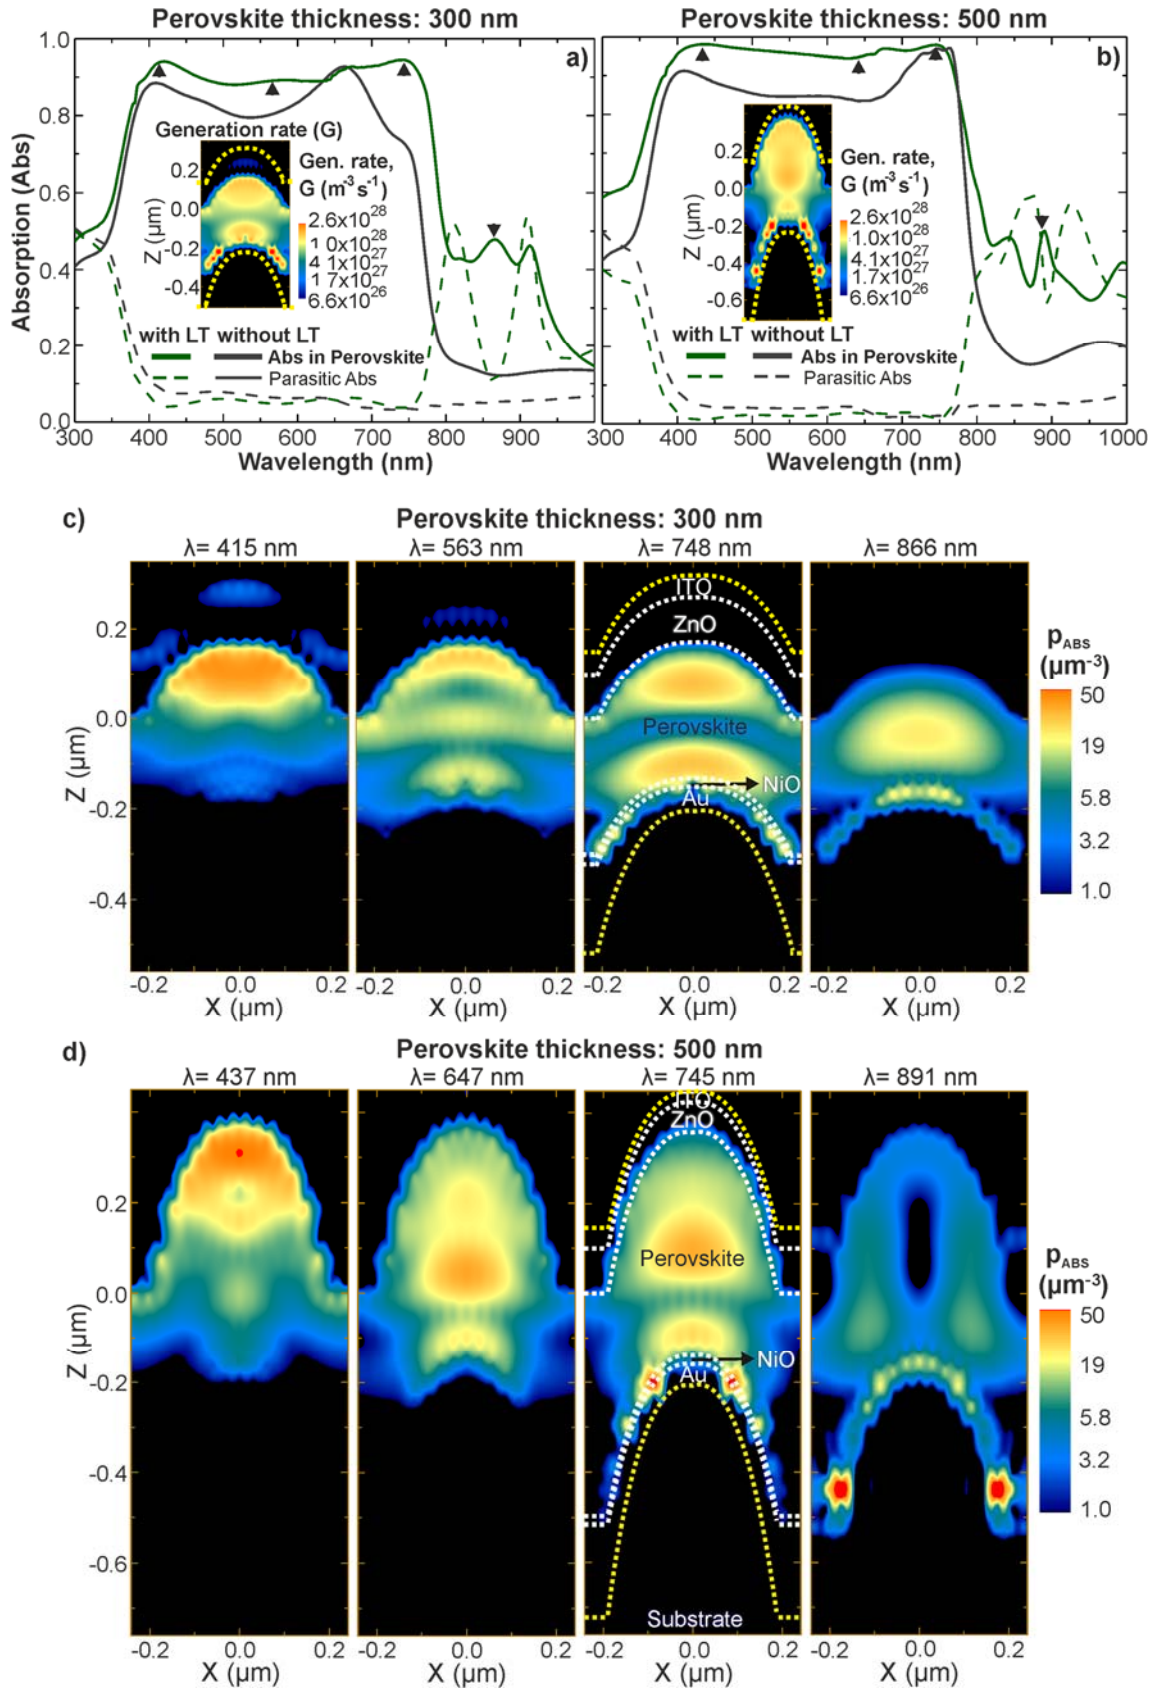 Perovskite thickness: 300 nm
Perovskite thickness: 500 nm
a)
b)
Absorption (Abs)
1.0
0.8
0.6
0.4
0.2
0.0
Generation rate (G)
Gen. rate,
G (m⁻³ s⁻¹)
2.6x10²⁸
1 0x10²⁸
4 1x10²⁷
1 7x10²⁷
6.6x10²⁶
Z (µm)
0.2
0.0
-0.2
-0.4
with LT without LT
Abs in Perovskite
Parasitic Abs
300 400 500 600 700 800 900
Wavelength (nm)
Gen. rate,
G (m⁻³ s⁻¹)
2.6x10²⁸
1.0x10²⁸
4.1x10²⁷
1.7x10²⁷
6.6x10²⁶
Z (µm)
0.4
0.2
0.0
-0.2
-0.4
-0.6
with LT without LT
Abs in Perovskite
Parasitic Abs
300 400 500 600 700 800 900 1000
Wavelength (nm)
c)
Perovskite thickness: 300 nm
λ= 415 nm
λ= 563 nm
λ= 748 nm
λ= 866 nm
Z (µm)
0.2
0.0
-0.2
-0.4
ITO
ZnO
Perovskite
NiO
Au
pABS
(µm⁻³)
50
19
5.8
3.2
1.0
-0.2 0.0 0.2
-0.2 0.0 0.2
-0.2 0.0 0.2
-0.2 0.0 0.2
X (µm)
X (µm)
X (µm)
X (µm)
d)
Perovskite thickness: 500 nm
λ= 437 nm
λ= 647 nm
λ= 745 nm
λ= 891 nm
Z (µm)
0.2
0.0
-0.2
-0.4
-0.6
ITO
ZnO
Perovskite
NiO
Au
Substrate
pABS
(µm⁻³)
50
19
5.8
3.2
1.0
-0.2 0.0 0.2
-0.2 0.0 0.2
-0.2 0.0 0.2
-0.2 0.0 0.2
X (µm)
X (µm)
X (µm)
X (µm)